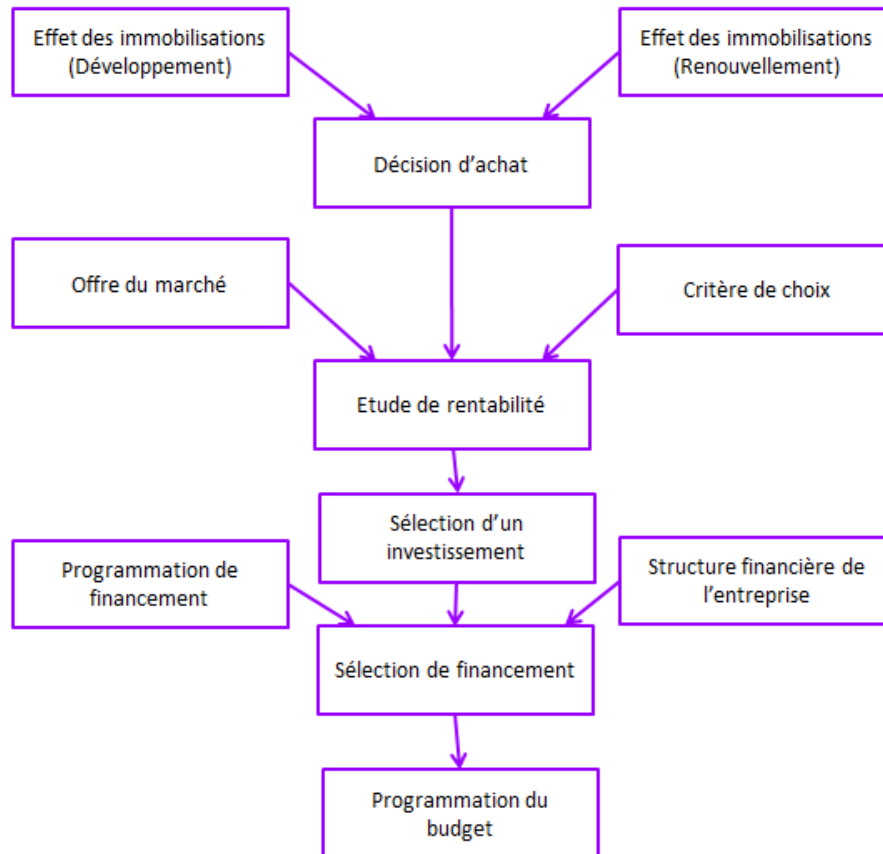 Effet des immobilisations
(Développement)
Effet des immobilisations
(Renouvellement)
Décision d'achat
Offre du marché
Critère de choix
Etude de rentabilité
Sélection d'un
investissement
Programmation de
financement
Structure financière de
l'entreprise
Sélection de financement
Programmation du
budget